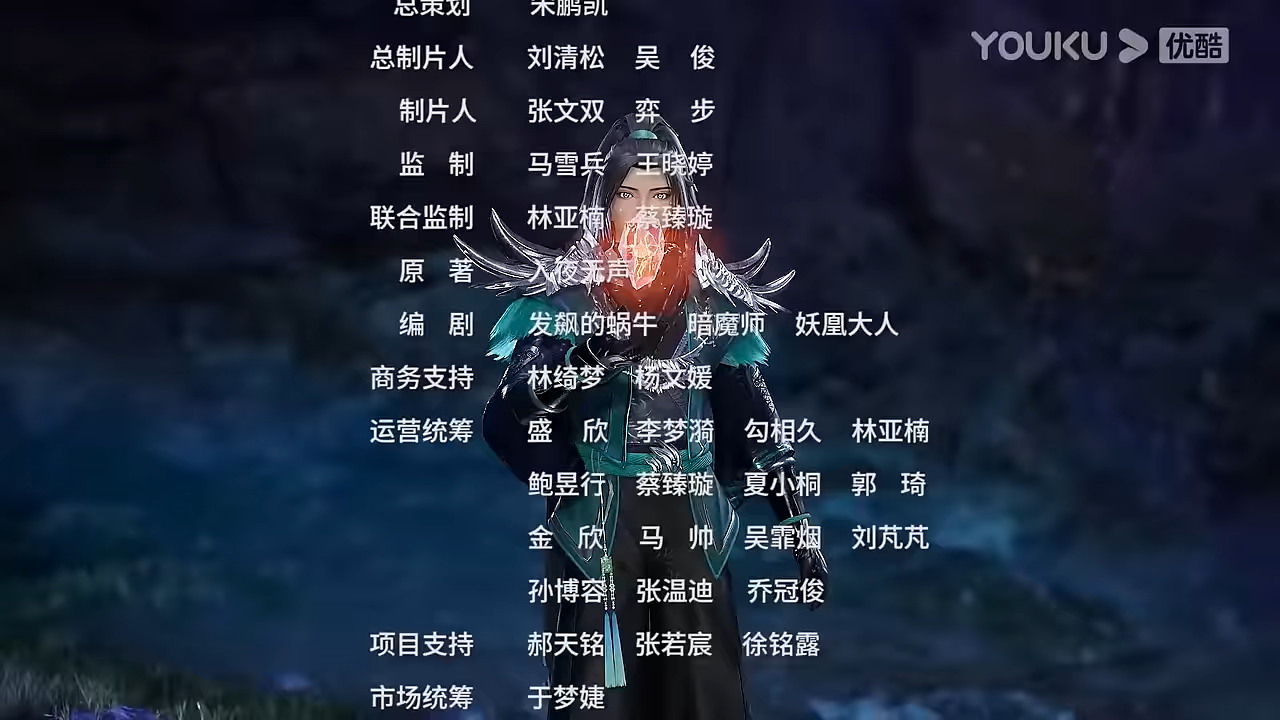 总策划 宋鹏凯
YOUKU 优酷
总制片人 刘清松 吴 俊
制片人 张文双 弈 步
监 制 马雪兵 王晓婷
联合监制 林亚楠 蔡臻璇
原 著 入夜无声
编 剧 发飙的蜗牛 暗魔师 妖凰大人
商务支持 林绮梦 杨文媛
运营统筹 盛 欣 李梦漪 勾相久 林亚楠
鲍昱行 蔡臻璇 夏小桐 郭 琦
金 欣 马 帅 吴霏烟 刘芃芃
孙博容 张温迪 乔冠俊
项目支持 郝天铭 张若宸 徐铭露
市场统筹 于梦婕